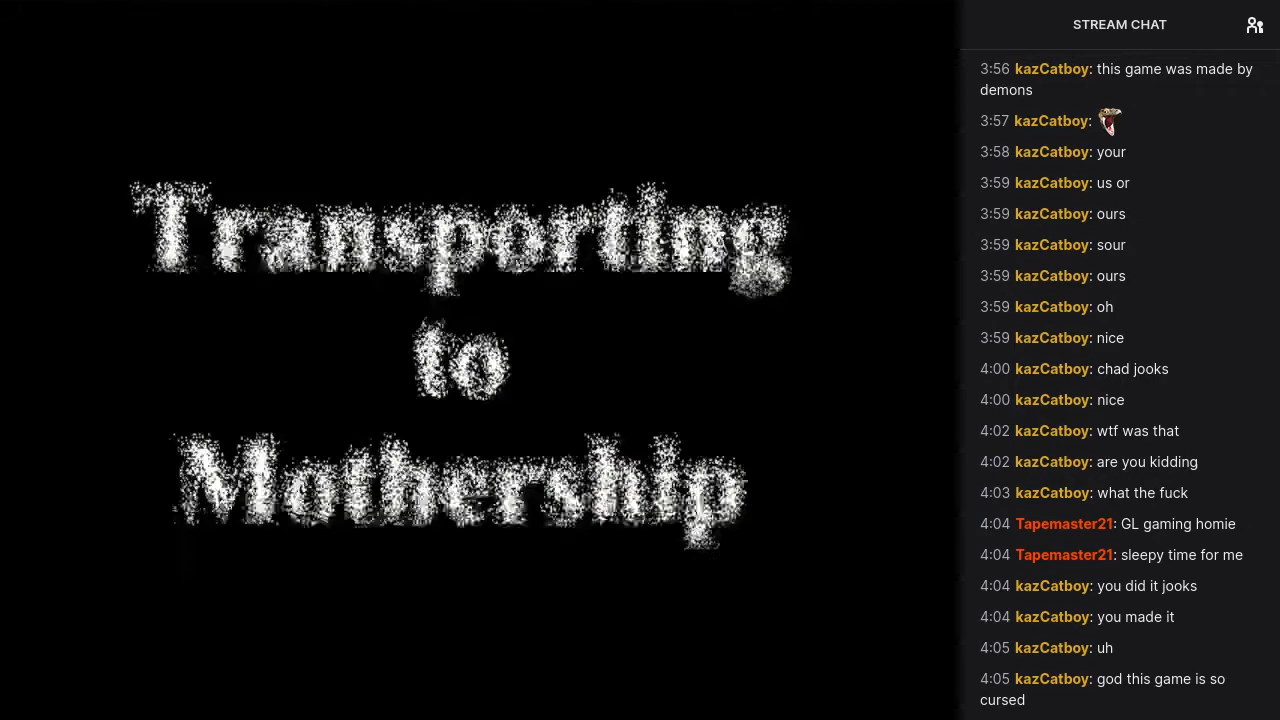 Transporting
to
Mothership
STREAM CHAT
3:56 kazCatboy: this game was made by
demons
3:57 kazCatboy:
3:58 kazCatboy: your
3:59 kazCatboy: us or
3:59 kazCatboy: ours
3:59 kazCatboy: sour
3:59 kazCatboy: ours
3:59 kazCatboy: oh
3:59 kazCatboy: nice
4:00 kazCatboy: chad jooks
4:00 kazCatboy: nice
4:02 kazCatboy: wtf was that
4:02 kazCatboy: are you kidding
4:03 kazCatboy: what the fuck
4:04 Tapemaster21: GL gaming homie
4:04 Tapemaster21: sleepy time for me
4:04 kazCatboy: you did it jooks
4:04 kazCatboy: you made it
4:05 kazCatboy: uh
4:05 kazCatboy: god this game is so
cursed